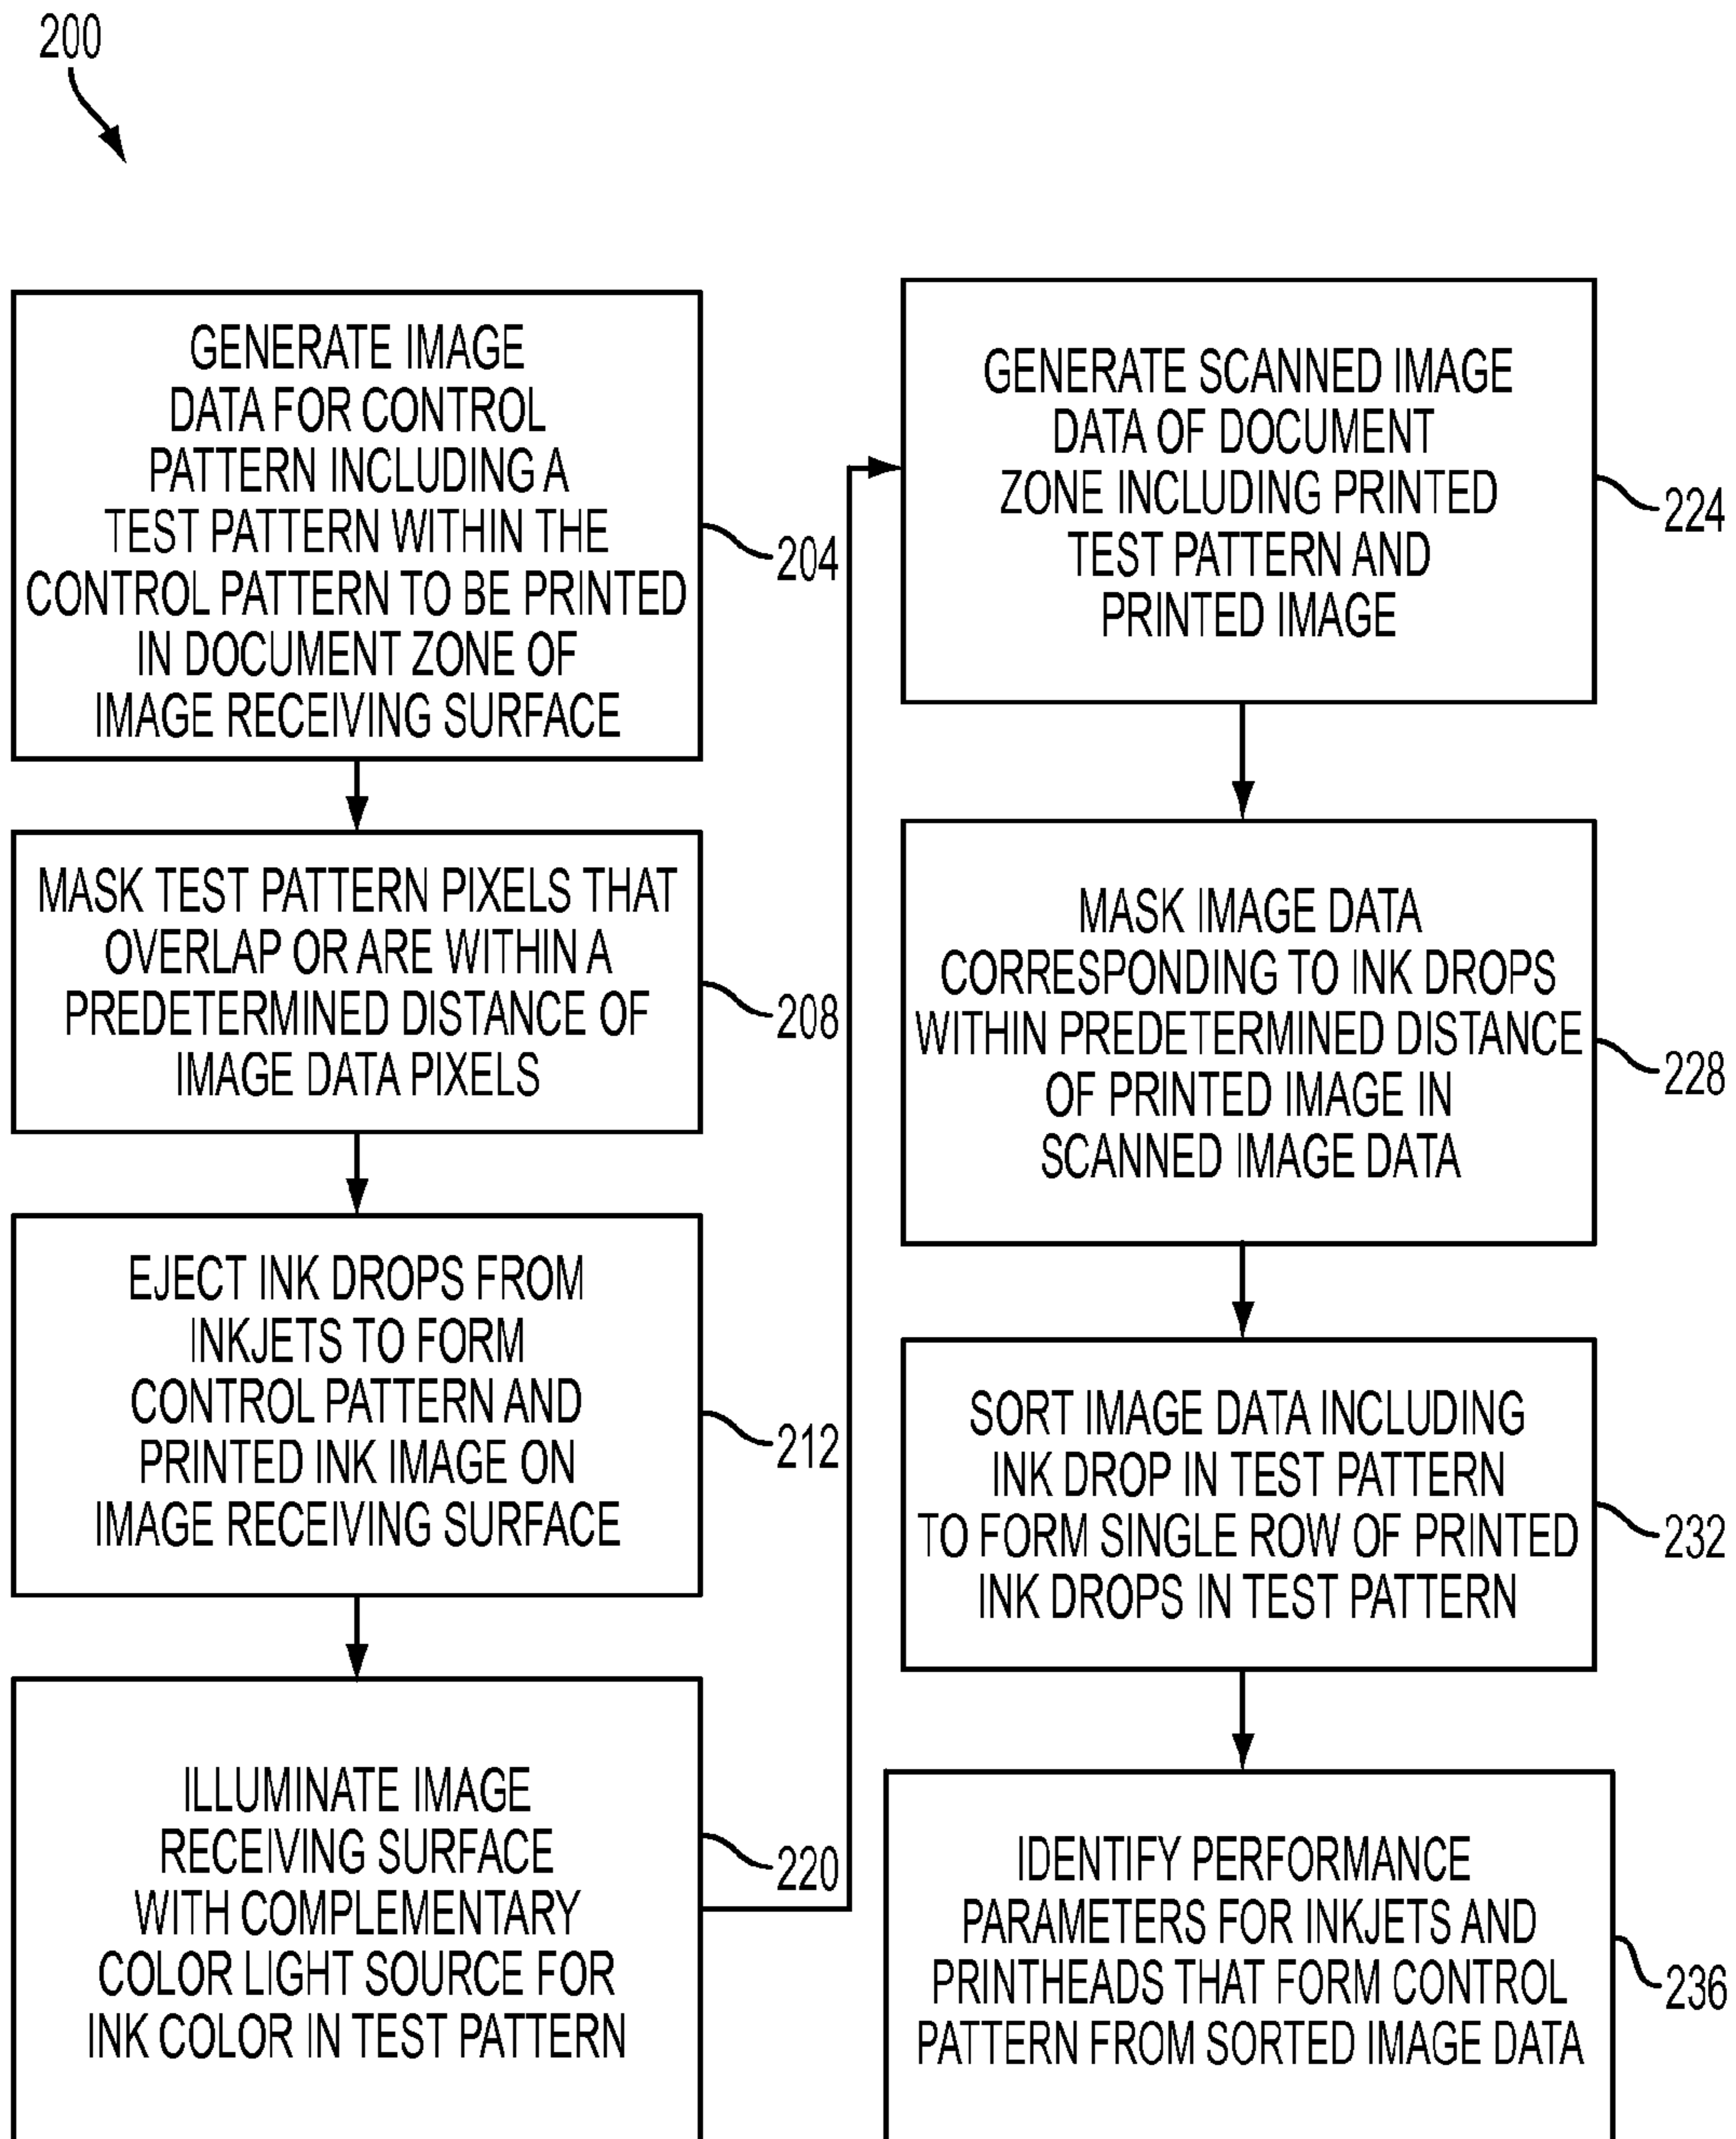 200
GENERATE IMAGE
DATA FOR CONTROL
PATTERN INCLUDING A
TEST PATTERN WITHIN THE
CONTROL PATTERN TO BE PRINTED
IN DOCUMENT ZONE OF
IMAGE RECEIVING SURFACE
204
MASK TEST PATTERN PIXELS THAT
OVERLAP OR ARE WITHIN A
PREDETERMINED DISTANCE OF
IMAGE DATA PIXELS
208
EJECT INK DROPS FROM
INKJETS TO FORM
CONTROL PATTERN AND
PRINTED INK IMAGE ON
IMAGE RECEIVING SURFACE
212
ILLUMINATE IMAGE
RECEIVING SURFACE
WITH COMPLEMENTARY
COLOR LIGHT SOURCE FOR
INK COLOR IN TEST PATTERN
220
GENERATE SCANNED IMAGE
DATA OF DOCUMENT
ZONE INCLUDING PRINTED
TEST PATTERN AND
PRINTED IMAGE
224
MASK IMAGE DATA
CORRESPONDING TO INK DROPS
WITHIN PREDETERMINED DISTANCE
OF PRINTED IMAGE IN
SCANNED IMAGE DATA
228
SORT IMAGE DATA INCLUDING
INK DROP IN TEST PATTERN
TO FORM SINGLE ROW OF PRINTED
INK DROPS IN TEST PATTERN
232
IDENTIFY PERFORMANCE
PARAMETERS FOR INKJETS AND
PRINTHEADS THAT FORM CONTROL
PATTERN FROM SORTED IMAGE DATA
236